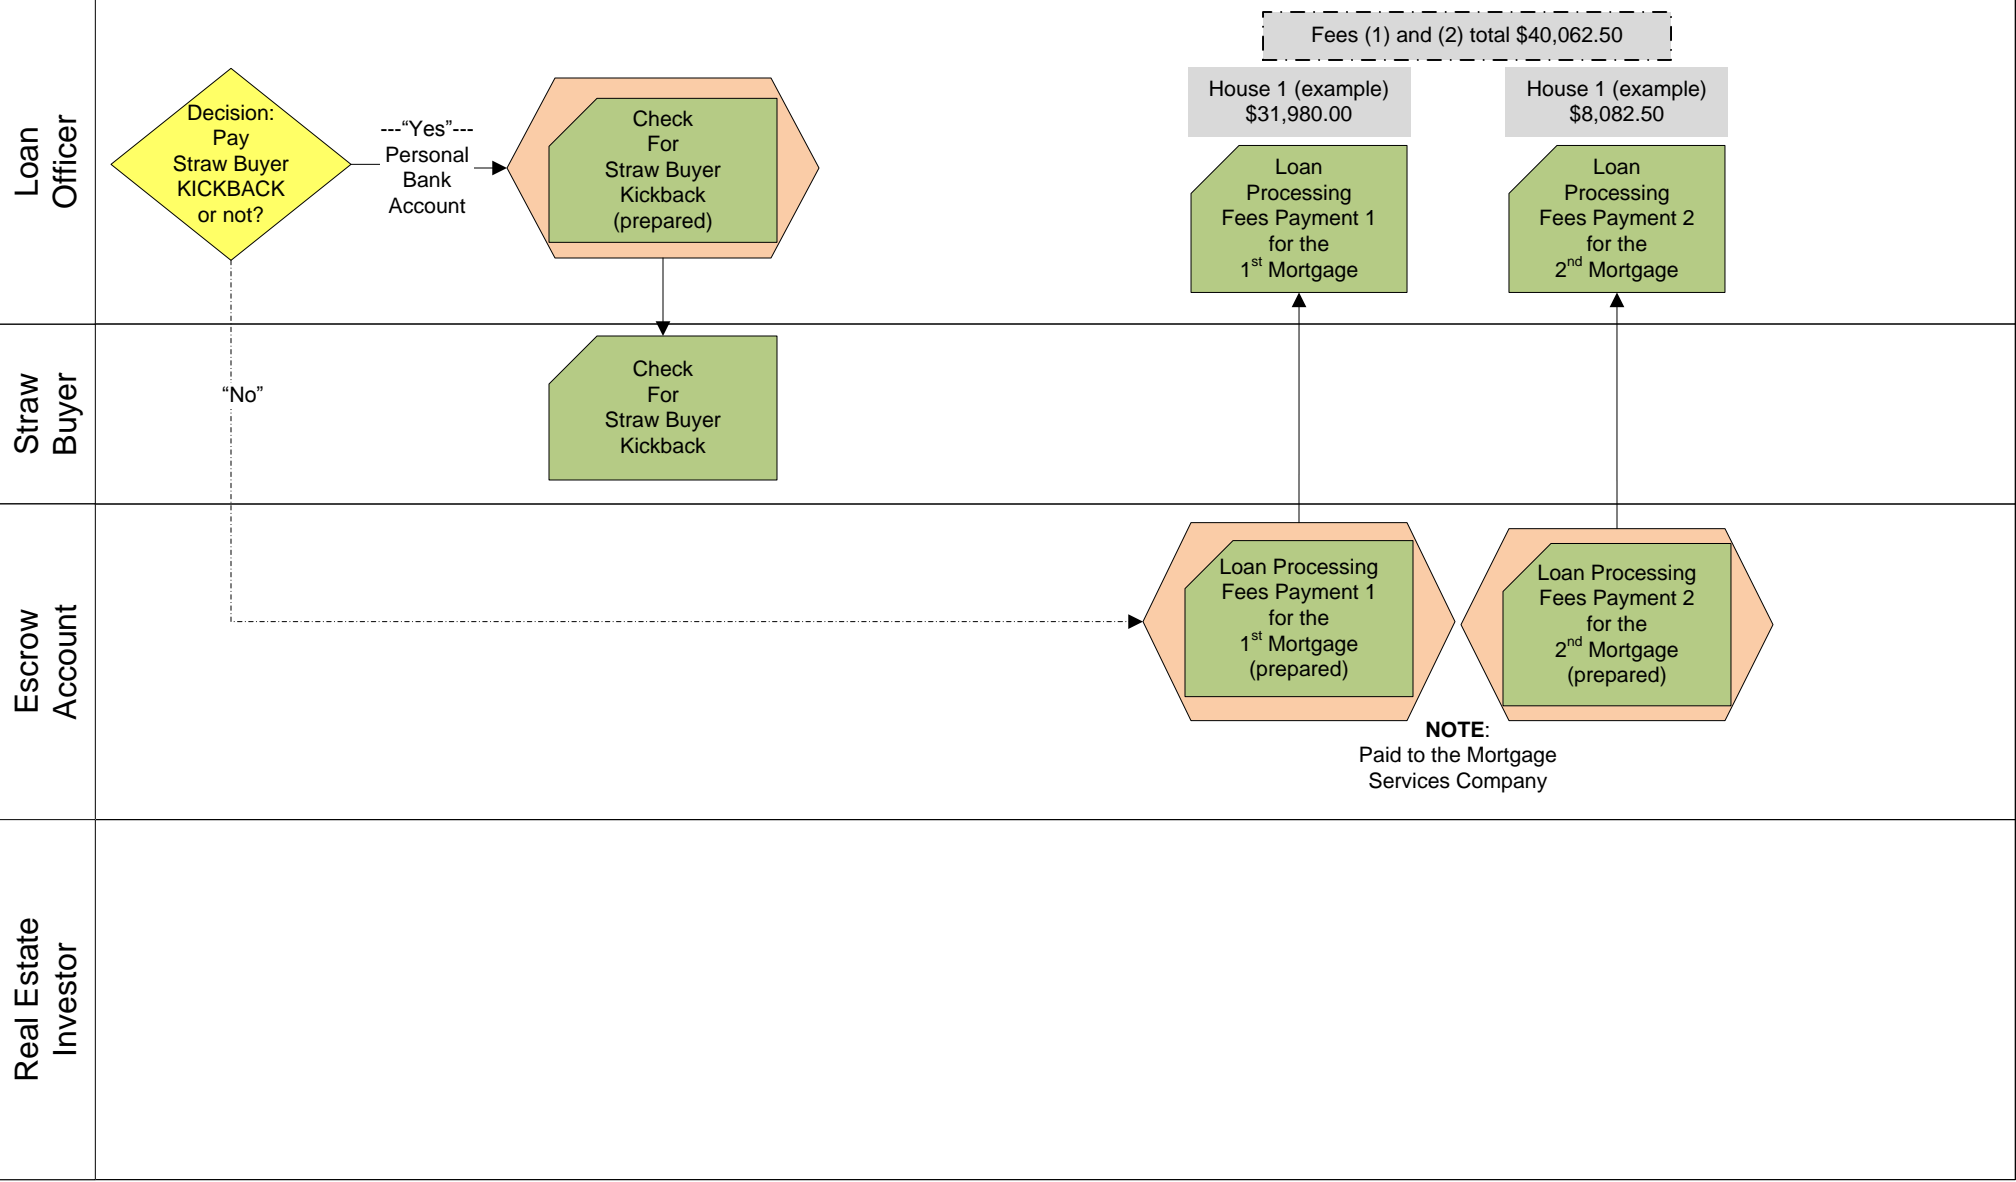 Loan
Officer
Decision:
Pay
Straw Buyer
KICKBACK
or not?
---“Yes”---
Personal
Bank
Account
Check
For
Straw Buyer
Kickback
(prepared)
Fees (1) and (2) total $40,062.50
House 1 (example)
$31,980.00
House 1 (example)
$8,082.50
Loan
Processing
Fees Payment 1
for the
1st Mortgage
Loan
Processing
Fees Payment 2
for the
2nd Mortgage
Straw
Buyer
“No”
Check
For
Straw Buyer
Kickback
Escrow
Account
Loan Processing
Fees Payment 1
for the
1st Mortgage
(prepared)
Loan Processing
Fees Payment 2
for the
2nd Mortgage
(prepared)
NOTE:
Paid to the Mortgage
Services Company
Real Estate
Investor